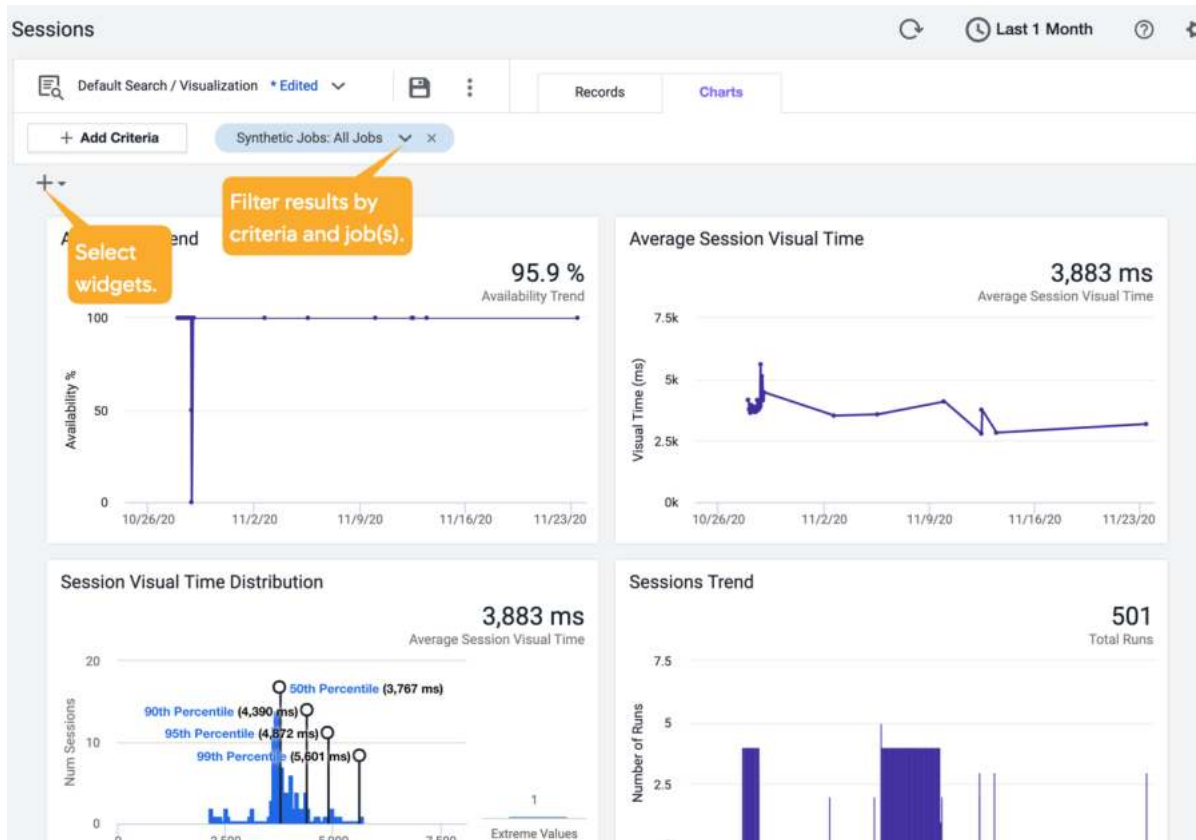 Sessions
Last 1 Month
Default Search / Visualization * Edited
Records
Charts
+ Add Criteria
Synthetic Jobs: All Jobs
Filter results by
criteria and job(s).
Select
widgets.
end
95.9 %
Availability Trend
100
50
0
Availability %
10/26/20 11/2/20 11/9/20 11/16/20 11/23/20
Average Session Visual Time
3,883 ms
Average Session Visual Time
7.5k
5k
2.5k
0k
Visual Time (ms)
10/26/20 11/2/20 11/9/20 11/16/20 11/23/20
Session Visual Time Distribution
3,883 ms
Average Session Visual Time
20
10
0
Num Sessions
50th Percentile (3,767 ms)
90th Percentile (4,390 ms)
95th Percentile (4,872 ms)
99th Percentile (5,601 ms)
0 2,500 5,000 7,500
1
Extreme Values
Sessions Trend
501
Total Runs
7.5
5
2.5
Number of Runs